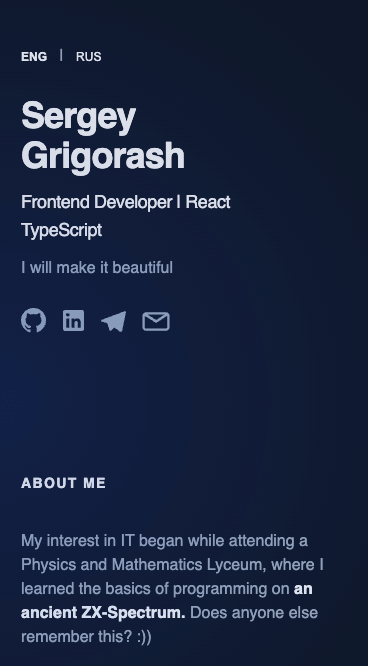 ENG | RUS
Sergey
Grigorash
Frontend Developer | React
TypeScript
I will make it beautiful
ABOUT ME
My interest in IT began while attending a
Physics and Mathematics Lyceum, where I
learned the basics of programming on an
ancient ZX-Spectrum. Does anyone else
remember this? :))